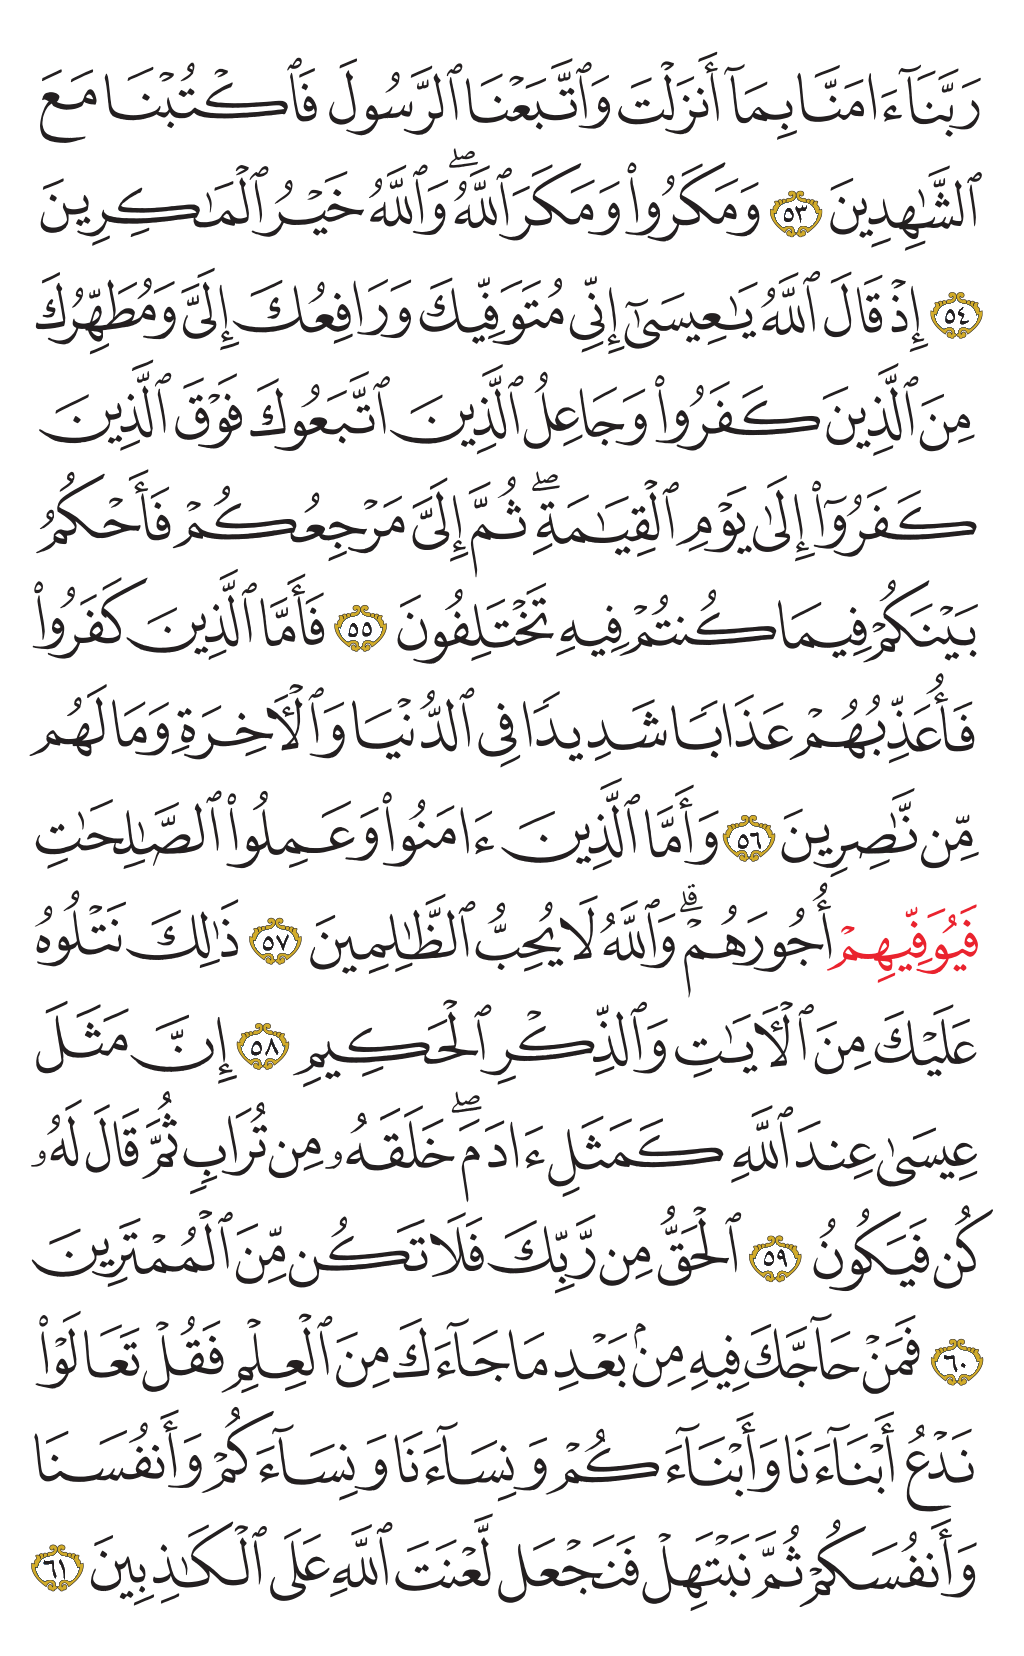 رَبَّنَآ ءَامَنَّا بِمَآ أَنزَلْتَ وَٱتَّبَعْنَا ٱلرَّسُولَ فَٱكْتُبْنَا مَعَ
ٱلشَّٰهِدِينَ ٥٣ وَمَكَرُوا۟ وَمَكَرَ ٱللَّهُ ۖ وَٱللَّهُ خَيْرُ ٱلْمَٰكِرِينَ
٥٤ إِذْ قَالَ ٱللَّهُ يَٰعِيسَىٰٓ إِنِّى مُتَوَفِّيكَ وَرَافِعُكَ إِلَىَّ وَمُطَهِّرُكَ
مِنَ ٱلَّذِينَ كَفَرُوا۟ وَجَاعِلُ ٱلَّذِينَ ٱتَّبَعُوكَ فَوْقَ ٱلَّذِينَ
كَفَرُوٓا۟ إِلَىٰ يَوْمِ ٱلْقِيَٰمَةِ ۖ ثُمَّ إِلَىَّ مَرْجِعُكُمْ فَأَحْكُمُ
بَيْنَكُمْ فِيمَا كُنتُمْ فِيهِ تَخْتَلِفُونَ ٥٥ فَأَمَّا ٱلَّذِينَ كَفَرُوا۟
فَأُعَذِّبُهُمْ عَذَابًا شَدِيدًا فِى ٱلدُّنْيَا وَٱلْـَٔاخِرَةِ وَمَا لَهُم
مِّن نَّٰصِرِينَ ٥٦ وَأَمَّا ٱلَّذِينَ ءَامَنُوا۟ وَعَمِلُوا۟ ٱلصَّٰلِحَٰتِ
فَيُوَفِّيهِمْ أُجُورَهُمْ ۗ وَٱللَّهُ لَا يُحِبُّ ٱلظَّٰلِمِينَ ٥٧ ذَٰلِكَ نَتْلُوهُ
عَلَيْكَ مِنَ ٱلْـَٔايَٰتِ وَٱلذِّكْرِ ٱلْحَكِيمِ ٥٨ إِنَّ مَثَلَ
عِيسَىٰ عِندَ ٱللَّهِ كَمَثَلِ ءَادَمَ ۖ خَلَقَهُۥ مِن تُرَابٍ ثُمَّ قَالَ لَهُۥ
كُن فَيَكُونُ ٥٩ ٱلْحَقُّ مِن رَّبِّكَ فَلَا تَكُن مِّنَ ٱلْمُمْتَرِينَ
٦٠ فَمَنْ حَآجَّكَ فِيهِ مِنۢ بَعْدِ مَا جَآءَكَ مِنَ ٱلْعِلْمِ فَقُلْ تَعَالَوْا۟
نَدْعُ أَبْنَآءَنَا وَأَبْنَآءَكُمْ وَنِسَآءَنَا وَنِسَآءَكُمْ وَأَنفُسَنَا
وَأَنفُسَكُمْ ثُمَّ نَبْتَهِلْ فَنَجْعَل لَّعْنَتَ ٱللَّهِ عَلَى ٱلْكَٰذِبِينَ ٦١